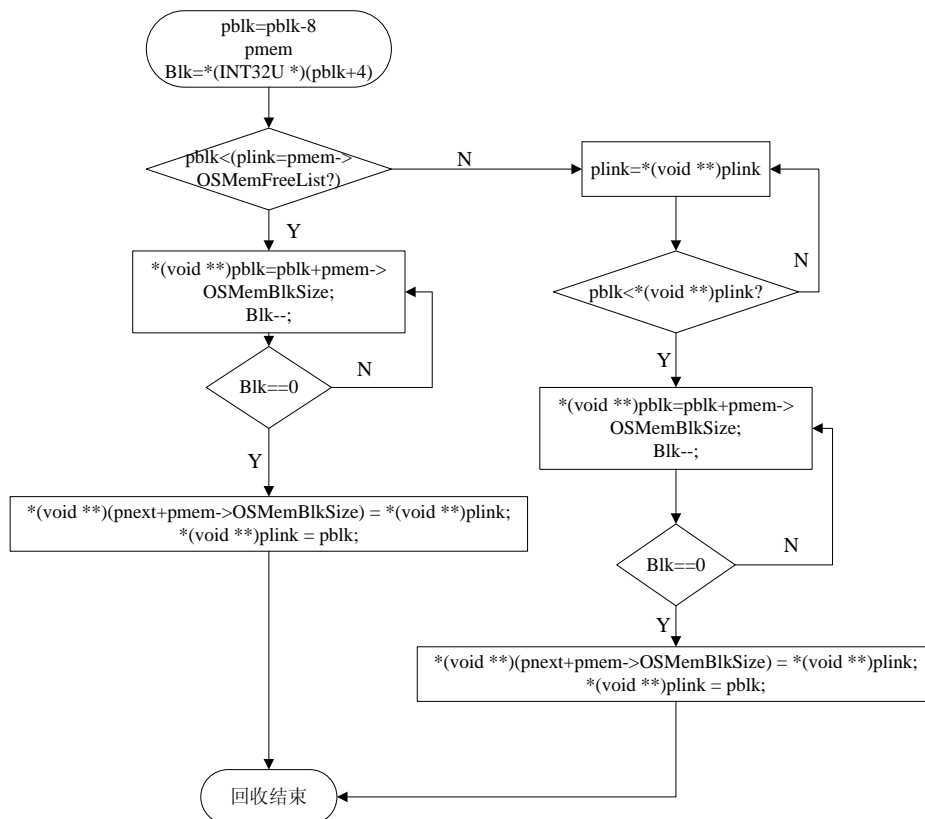 pblk=pblk-8
pmem
Blk=*(INT32U *)(pblk+4)
pblk<(plink=pmem->
OSMemFreeList?)
N
Y
plink=*(void **)plink
N
pblk<*(void **)plink?
Y
*(void **)pblk=pblk+pmem->
OSMemBlkSize;
Blk--;
Blk==0
N
Y
*(void **)pblk=pblk+pmem->
OSMemBlkSize;
Blk--;
Blk==0
N
Y
*(void **)(pnext+pmem->OSMemBlkSize) = *(void **)plink;
*(void **)plink = pblk;
*(void **)(pnext+pmem->OSMemBlkSize) = *(void **)plink;
*(void **)plink = pblk;
回收结束